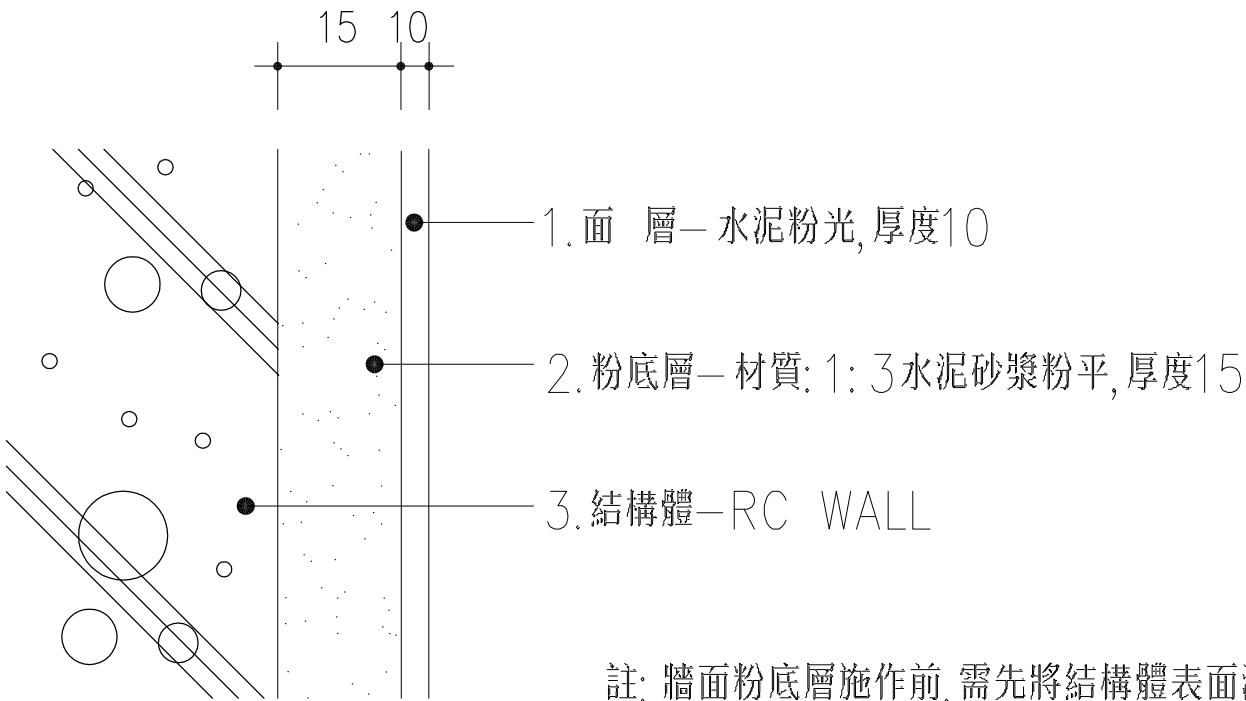 15 10
1.面 層—水泥粉光,厚度10
2.粉底層—材質:1:3水泥砂漿粉平,厚度15
3.結構體—RC WALL
註:牆面粉底層施作前,需先將結構體表面